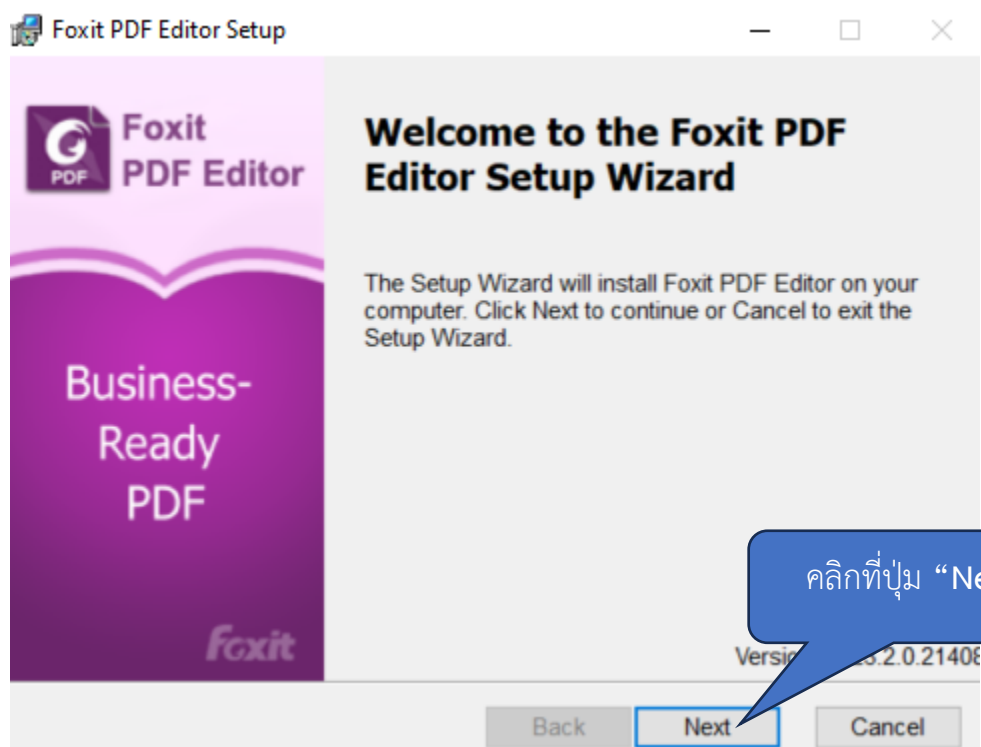 Foxit PDF Editor Setup
Foxit
PDF Editor
PDF
Welcome to the Foxit PDF
Editor Setup Wizard
The Setup Wizard will install Foxit PDF Editor on your
computer. Click Next to continue or Cancel to exit the
Setup Wizard.
Business-
Ready
PDF
คลิกที่ปุ่ม “Ne
foxit
Back
Next
Cancel